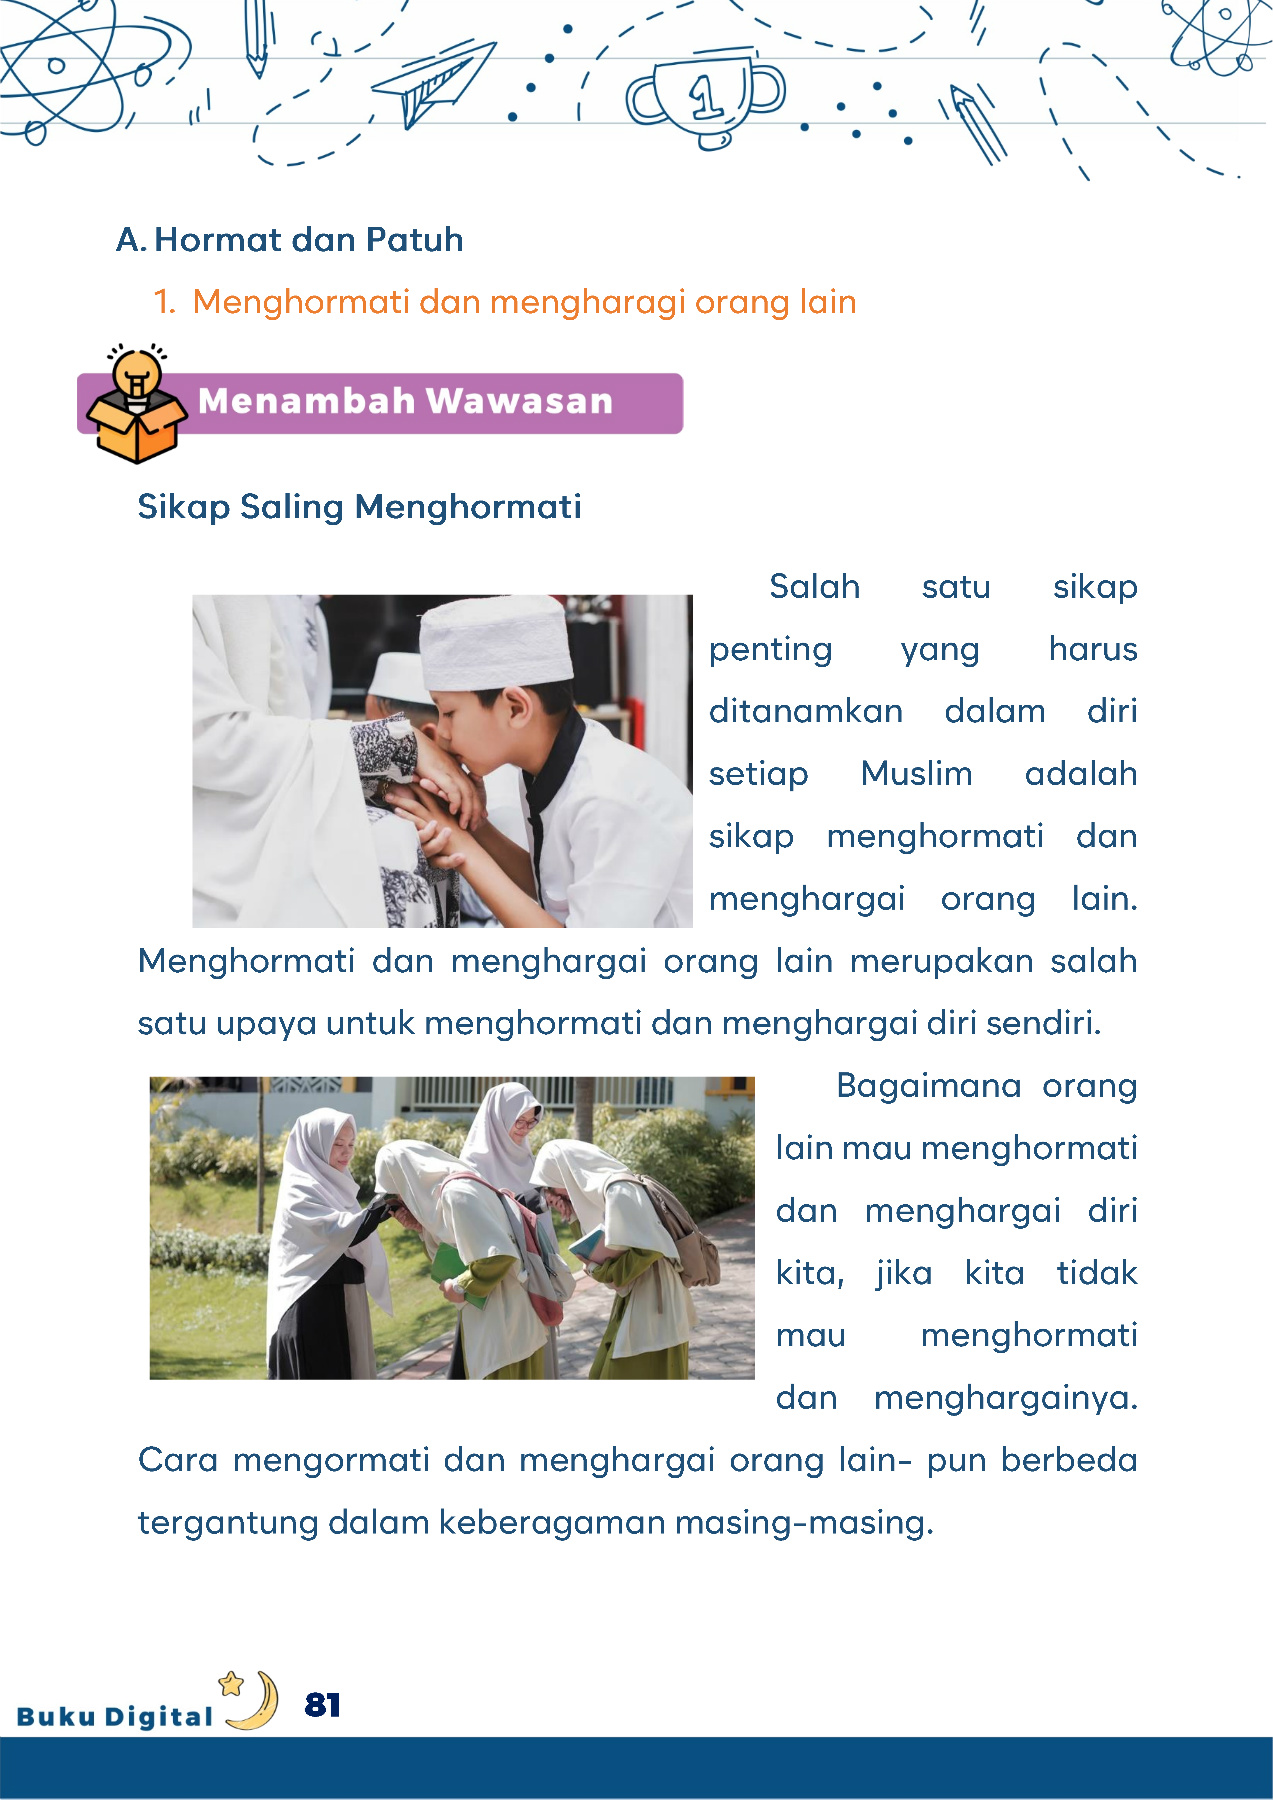 1
A. Hormat dan Patuh
1. Menghormati dan mengharagi orang lain
Menambah Wawasan
Sikap Saling Menghormati
Salah satu sikap
penting yang harus
ditanamkan dalam diri
setiap Muslim adalah
sikap menghormati dan
menghargai orang lain.
Menghormati dan menghargai orang lain merupakan salah
satu upaya untuk menghormati dan menghargai diri sendiri.
Bagaimana orang
lain mau menghormati
dan menghargai diri
kita, jika kita tidak
mau menghormati
dan menghargainya.
Cara mengormati dan menghargai orang lain- pun berbeda
tergantung dalam keberagaman masing-masing.
Buku Digital 81